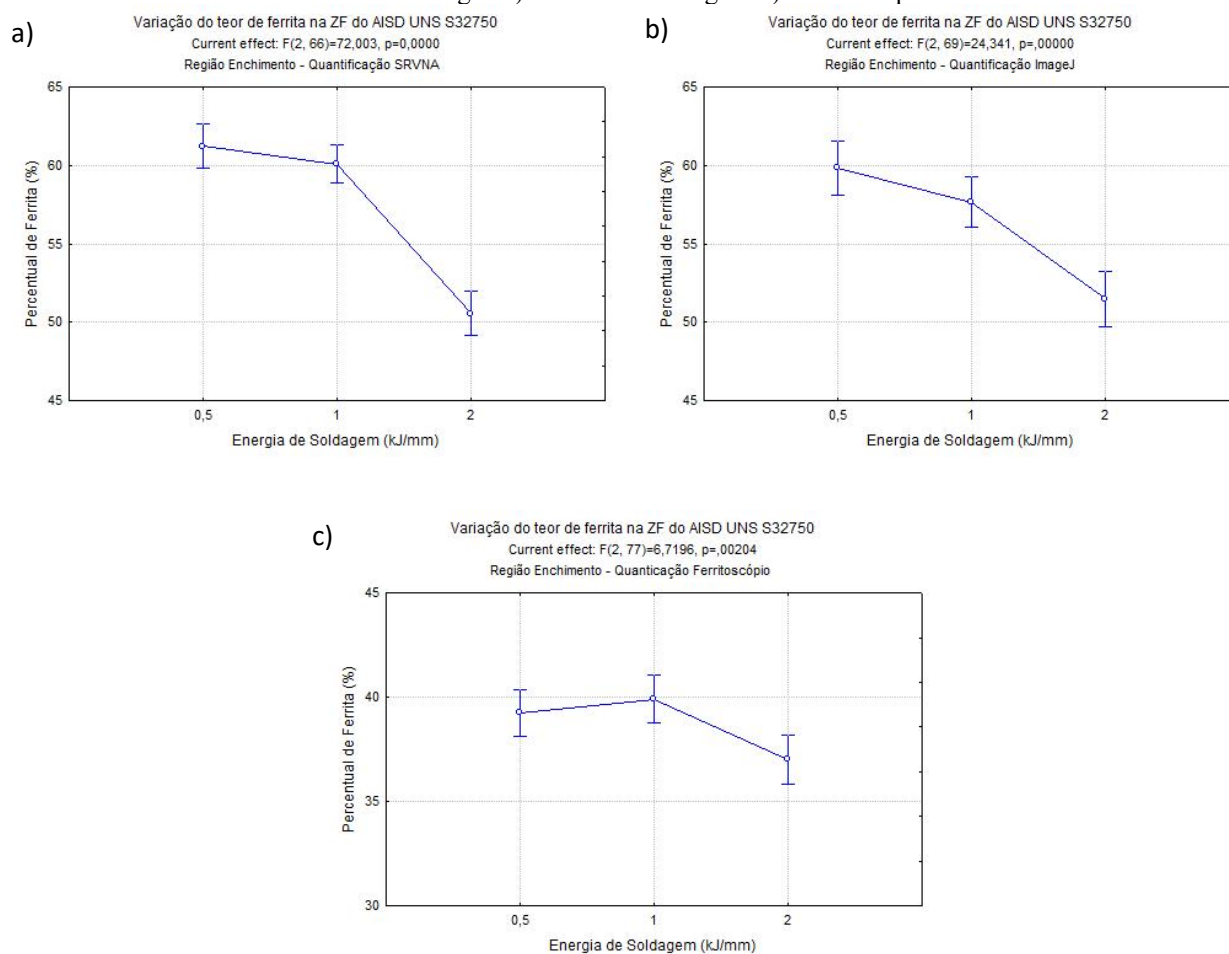 a)
Variação do teor de ferrita na ZF do AISD UNS S32750
Current effect: F(2, 66)=72,003, p=0,0000
Região Enchimento - Quantificação SRVNA
Percentual de Ferrita (%)
65
60
55
50
45
0,5 1 2
Energia de Soldagem (kJ/mm)
b)
Variação do teor de ferrita na ZF do AISD UNS S32750
Current effect: F(2, 69)=24,341, p=,00000
Região Enchimento - Quantificação ImageJ
Percentual de Ferrita (%)
65
60
55
50
45
0,5 1 2
Energia de Soldagem (kJ/mm)
c)
Variação do teor de ferrita na ZF do AISD UNS S32750
Current effect: F(2, 77)=6,7196, p=,00204
Região Enchimento - Quanticação Ferritoscópio
Percentual de Ferrita (%)
45
40
35
30
0,5 1 2
Energia de Soldagem (kJ/mm)